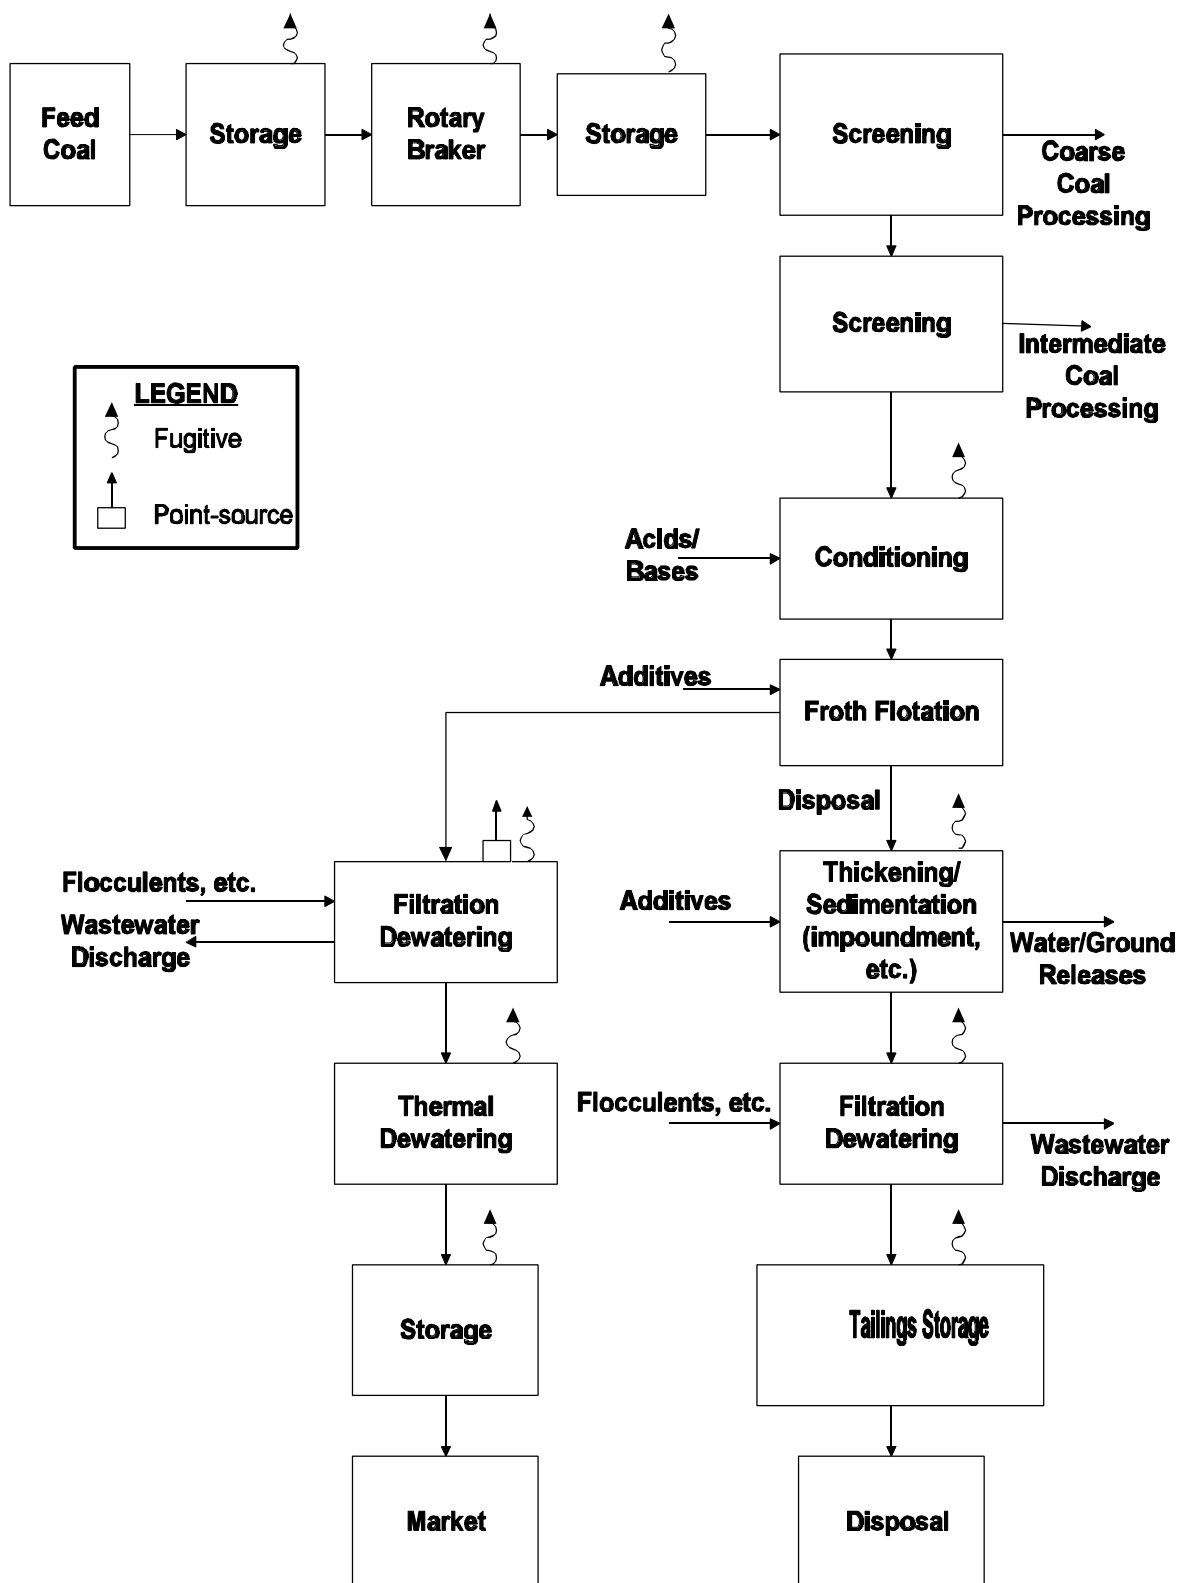 Feed
Coal
Storage
Rotary
Braker
Storage
Screening
Coarse
Coal
Processing
Screening
Intermediate
Coal
Processing
LEGEND
Fugitive
Point-source
Acids/
Bases
Conditioning
Additives
Froth Flotation
Disposal
Flocculents, etc.
Wastewater
Discharge
Filtration
Dewatering
Additives
Thickening/
Sedimentation
(impoundment,
etc.)
Water/Ground
Releases
Thermal
Dewatering
Flocculents, etc.
Filtration
Dewatering
Wastewater
Discharge
Storage
Tailings Storage
Market
Disposal